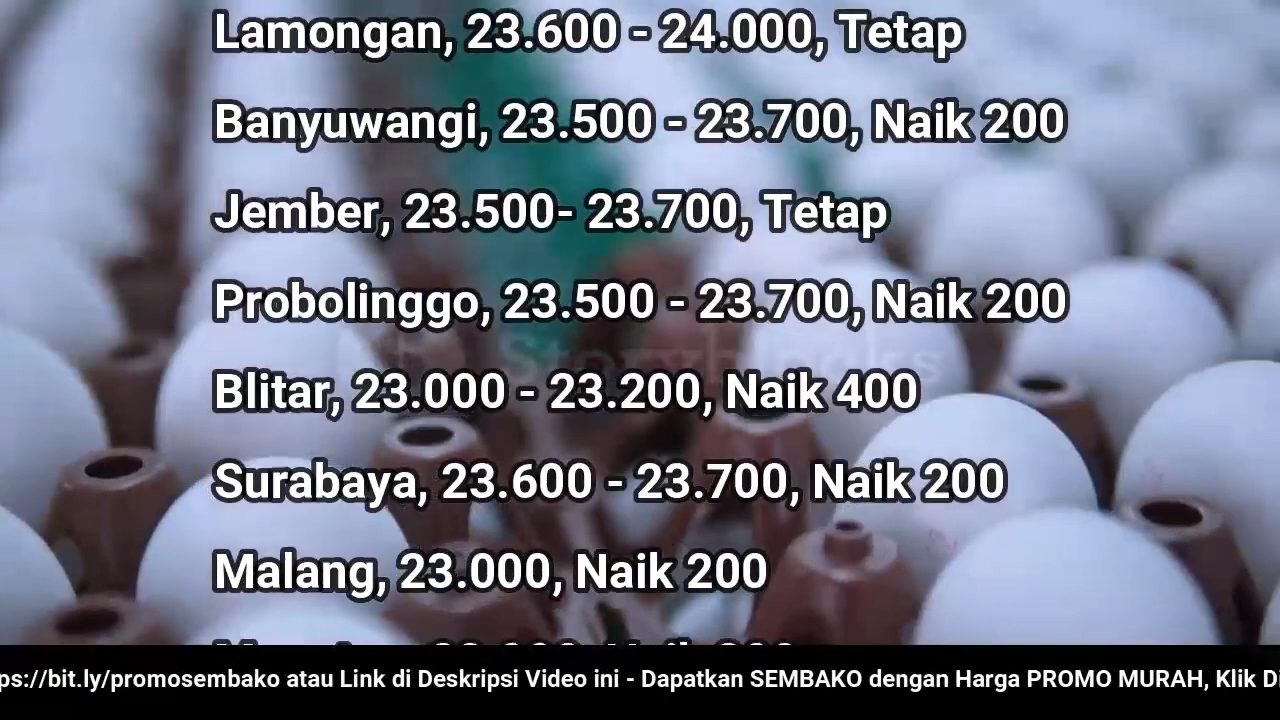 Lamongan, 23.600 - 24.000, Tetap
Banyuwangi, 23.500 - 23.700, Naik 200
Jember, 23.500- 23.700, Tetap
Probolinggo, 23.500 - 23.700, Naik 200
Storyblocks
Blitar, 23.000 - 23.200, Naik 400
Surabaya, 23.600 - 23.700, Naik 200
Malang, 23.000, Naik 200
ps://bit.ly/promosembako atau Link di Deskripsi Video ini - Dapatkan SEMBAKO dengan Harga PROMO MURAH, Klik Di